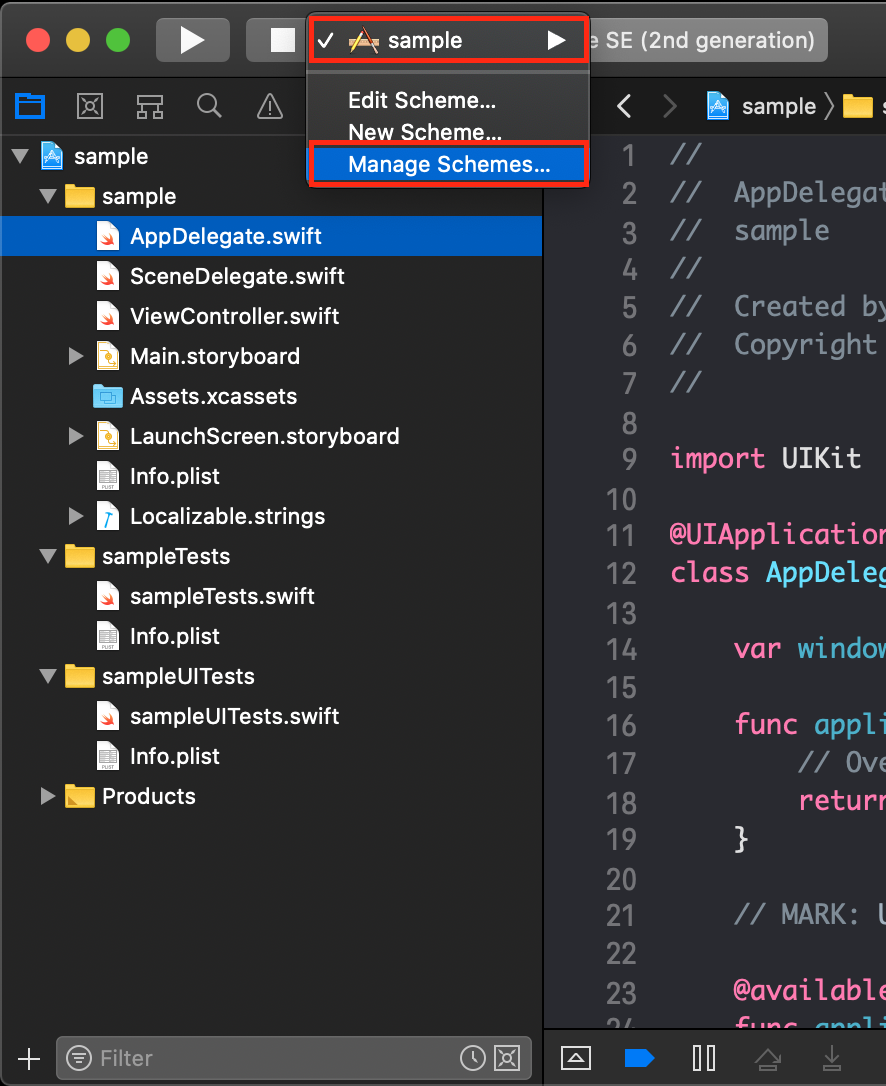 sample
e SE (2nd generation)
Edit Scheme...
New Scheme...
Manage Schemes...
sample
sample
sample
AppDelegate.swift
SceneDelegate.swift
ViewController.swift
Main.storyboard
Assets.xcassets
LaunchScreen.storyboard
Info.plist
Localizable.strings
sampleTests
sampleTests.swift
Info.plist
sampleUITests
sampleUITests.swift
Info.plist
Products
Filter
1 //
2 // AppDelegat
3 // sample
4 //
5 // Created by
6 // Copyright
7 //
8
9 import UIKit
10
11 @UIApplication
12 class AppDeleg
13
14 var window
15
16 func appli
17 // Ove
18 return
19 }
20
21 // MARK: U
22
23 @available
24 func appli